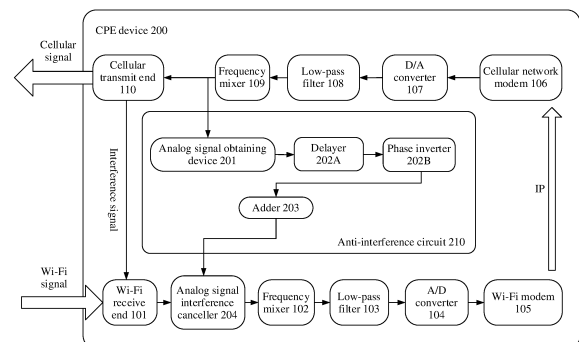 CPE device 200
Cellular
signal
Cellular
transmit end
110
Frequency
mixer 109
Low-pass
filter 108
D/A
converter
107
Cellular network
modem 106
Analog signal obtaining
device 201
Delayer
202A
Phase inverter
202B
Interference signal
Adder 203
IP
Anti-interference circuit 210
Wi-Fi
signal
Wi-Fi
receive
end 101
Analog signal
interference
canceller 204
Frequency
mixer 102
Low-pass
filter 103
A/D
converter
104
Wi-Fi modem
105